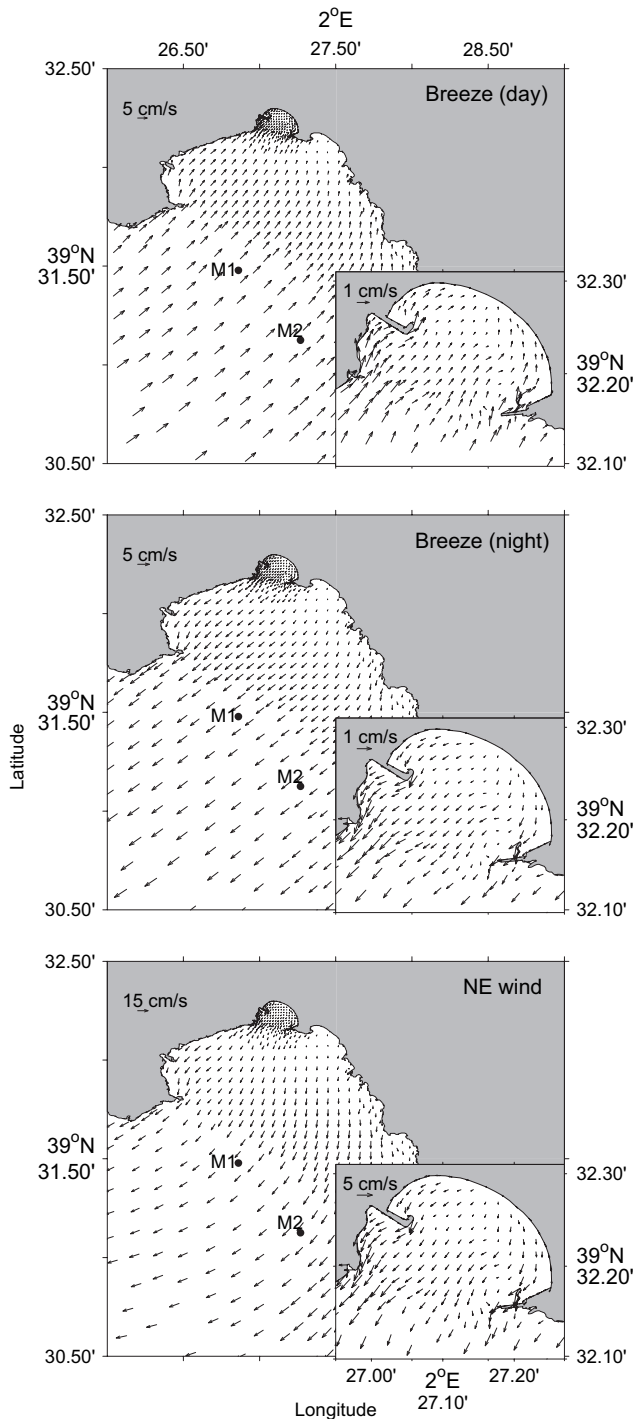 2°E
26.50' 27.50' 28.50'
32.50'
Breeze (day)
5 cm/s
39°N
31.50'
M1
M2
30.50'
1 cm/s
32.30'
39°N
32.20'
32.10'
32.50'
Breeze (night)
5 cm/s
39°N
31.50'
M1
M2
30.50'
1 cm/s
32.30'
39°N
32.20'
32.10'
Latitude
32.50'
NE wind
15 cm/s
39°N
31.50'
M1
M2
30.50'
5 cm/s
32.30'
39°N
32.20'
32.10'
27.00' 2°E 27.20'
27.10'
Longitude